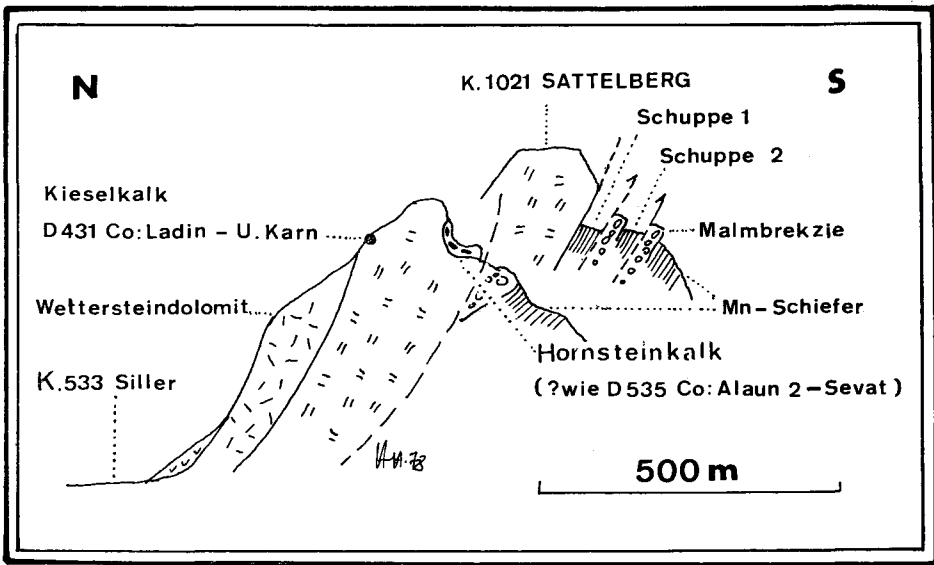 N
S
K.1021 SATTELBERG
Schuppe 1
Schuppe 2
Kieselkalk
D431 Co: Ladin – U. Karn
Malmbrekzie
Wettersteindolomit
Mn – Schiefer
Hornsteinkalk
(?wie D535 Co: Alaun 2 – Sevat)
K.533 Siller
500 m